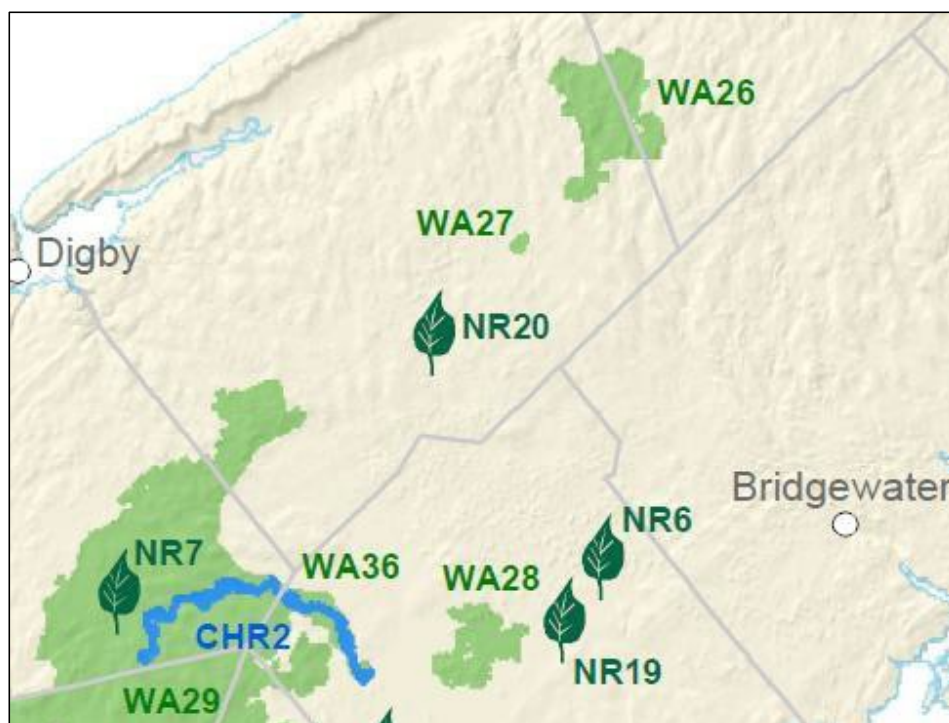 WA26
WA27
Digby
NR20
Bridgewater
NR6
NR7
WA36
WA28
CHR2
NR19
WA29